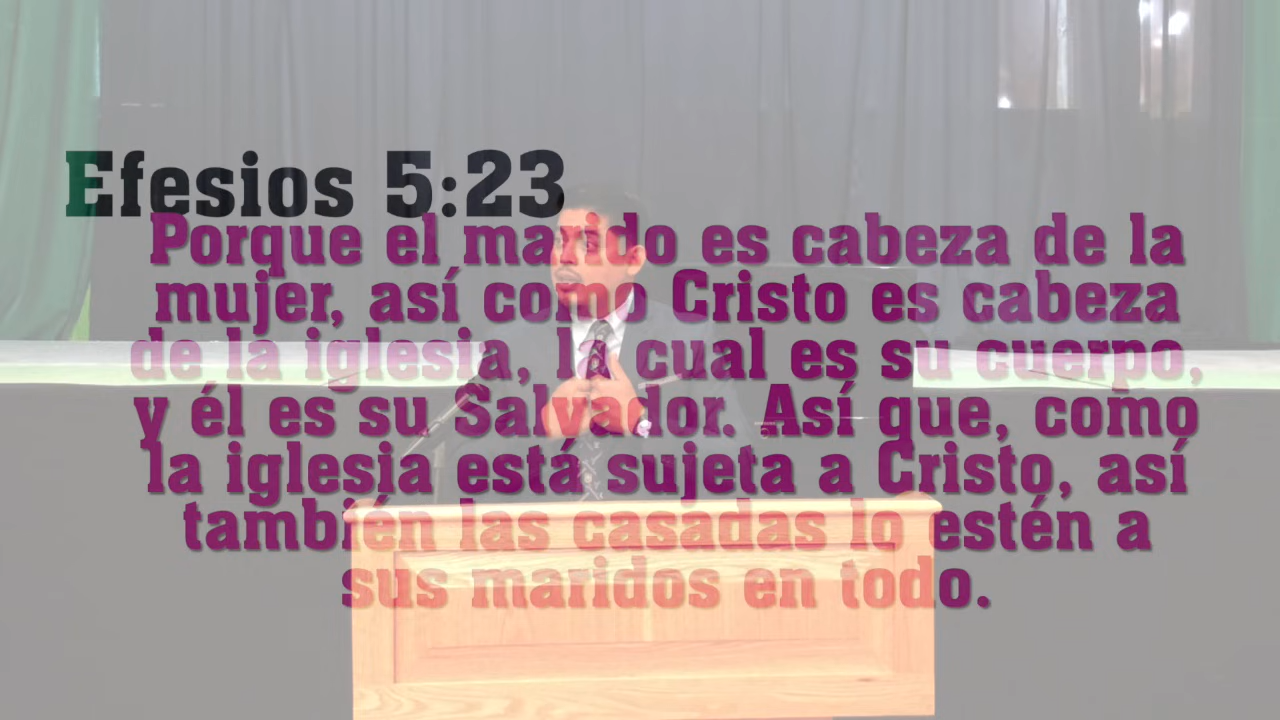 Efesios 5:23
Porque el marido es cabeza de la
mujer, así como Cristo es cabeza
de la iglesia, la cual es su cuerpo,
y él es su Salvador. Así que, como
la iglesia está sujeta a Cristo, así
también las casadas lo estén a
sus maridos en todo.